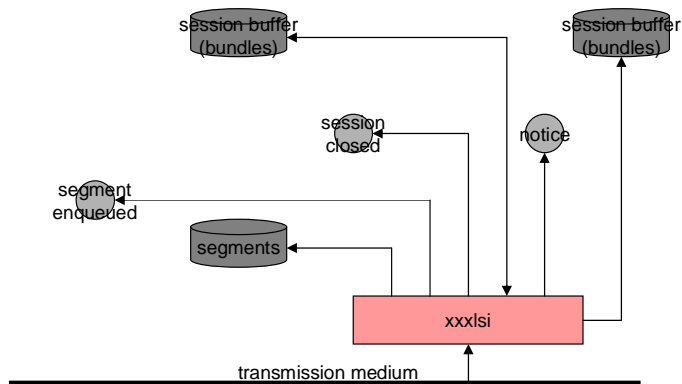 session buffer
(bundles)
session buffer
(bundles)
session
closed
notice
segment
enqueued
segments
xxxlsi
transmission medium